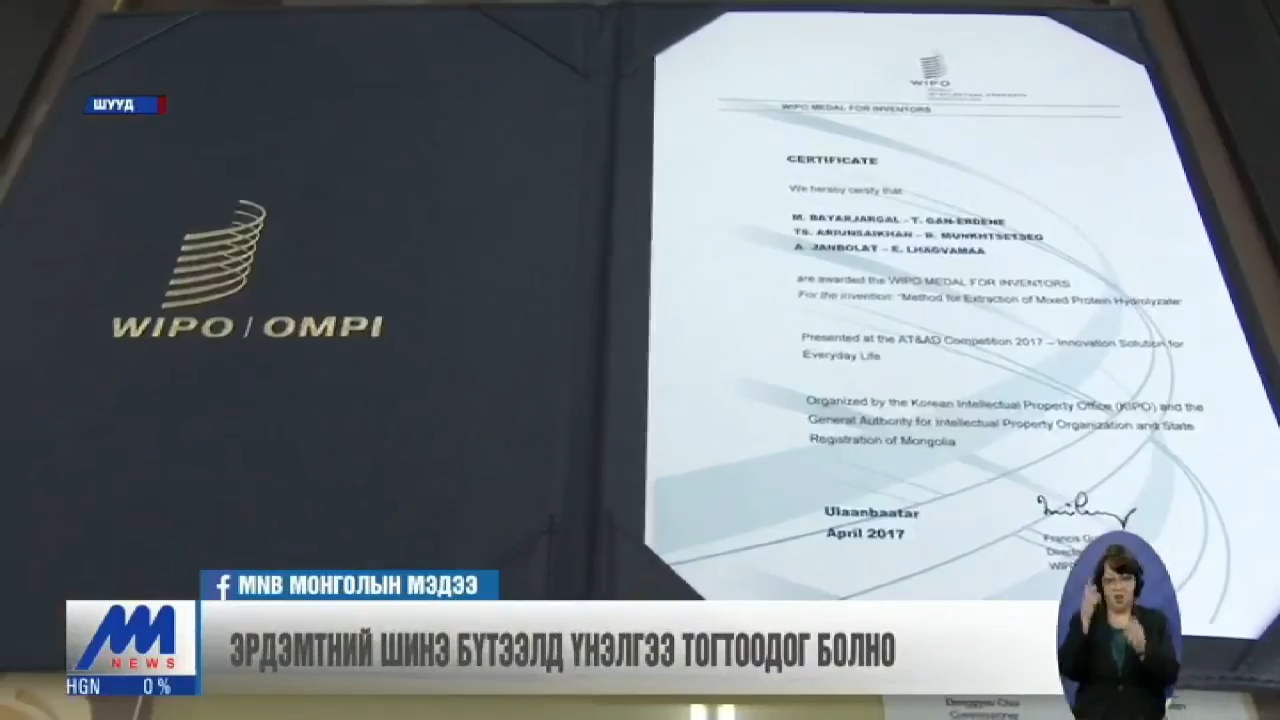 ШУУД
WIPO | OMPI
WIPO
WIPO MEDAL FOR INVENTORS
CERTIFICATE
We hereby certify that
M. BAYARJARGAL - T. GAN-ERDENE
TS. ARIUNSAIKHAN - B. MUNKHTSETSEG
A. JANBOLAT - E. LHAGVAMAA
are awarded the WIPO MEDAL FOR INVENTORS
For the invention: "Method for Extraction of Mixed Protein Hydrolyzate
Presented at the AT&AD Competition 2017 – Innovation Solution for
Everyday Life
Organized by the Korean Intellectual Property Office (KIPO) and the
General Authority for Intellectual Property Organization and State
Registration of Mongolia
Ulaanbaatar
April 2017
Francis
f MNB МОНГОЛЫН МЭДЭЭ
NEWS
ЭРДЭМТНИЙ ШИНЭ БҮТЭЭЛД ҮНЭЛГЭЭ ТОГТООДОГ БОЛНО
HGN 0 %